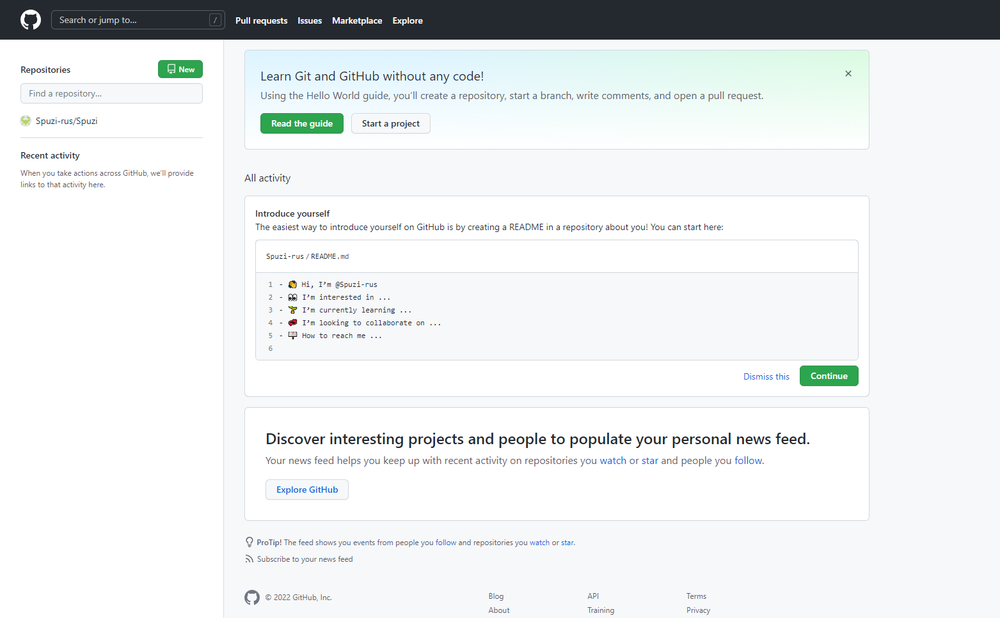 Search or jump to...
/
Pull requests
Issues
Marketplace
Explore
Repositories
New
Find a repository...
Spuzi-rus/Spuzi
Recent activity
When you take actions across GitHub, we’ll provide
links to that activity here.
Learn Git and GitHub without any code!
Using the Hello World guide, you’ll create a repository, start a branch, write comments, and open a pull request.
Read the guide
Start a project
All activity
Introduce yourself
The easiest way to introduce yourself on GitHub is by creating a README in a repository about you! You can start here:
Spuzi-rus / README.md
1 - 👋 Hi, I’m @Spuzi-rus
2 - 👀 I’m interested in ...
3 - 🌱 I’m currently learning ...
4 - 💞️ I’m looking to collaborate on ...
5 - 📫 How to reach me ...
6
Dismiss this
Continue
Discover interesting projects and people to populate your personal news feed.
Your news feed helps you keep up with recent activity on repositories you watch or star and people you follow.
Explore GitHub
ProTip! The feed shows you events from people you follow and repositories you watch or star.
Subscribe to your news feed
© 2022 GitHub, Inc.
Blog
About
API
Training
Terms
Privacy